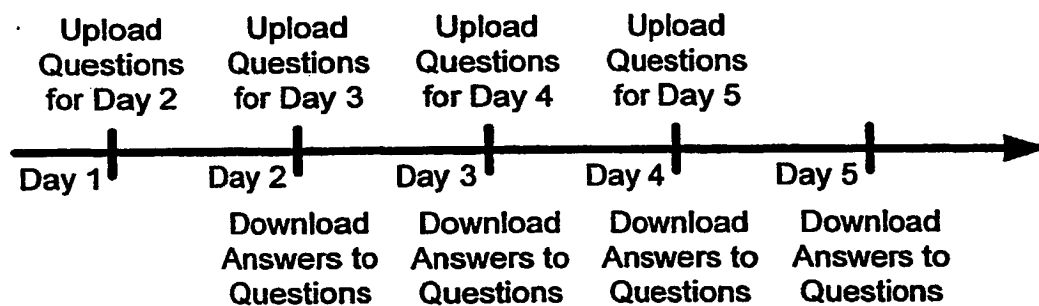 Upload
Questions
for Day 2
Upload
Questions
for Day 3
Upload
Questions
for Day 4
Upload
Questions
for Day 5
Day 1
Day 2
Day 3
Day 4
Day 5
Download
Answers to
Questions
Download
Answers to
Questions
Download
Answers to
Questions
Download
Answers to
Questions